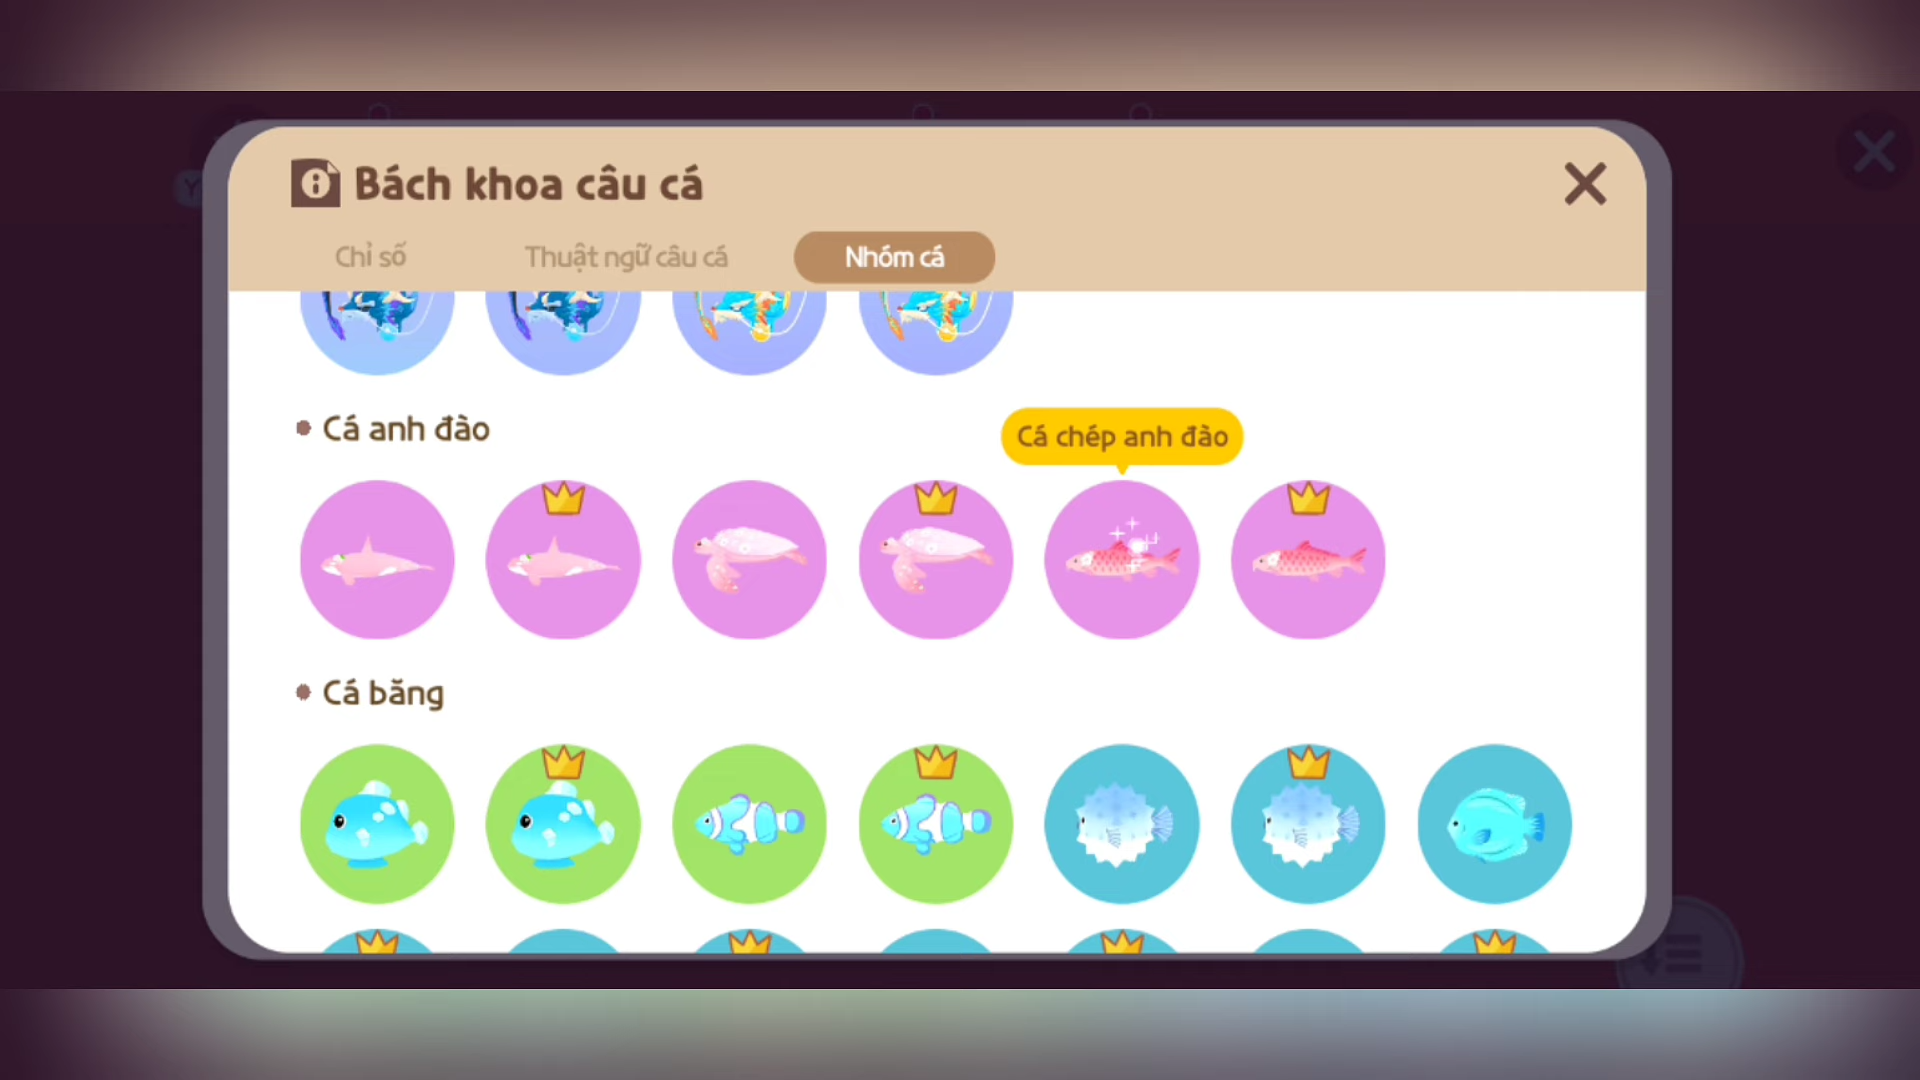 Bách khoa câu cá
Chỉ số
Thuật ngữ câu cá
Nhóm cá
Cá anh đào
Cá chép anh đào
Cá băng
Y